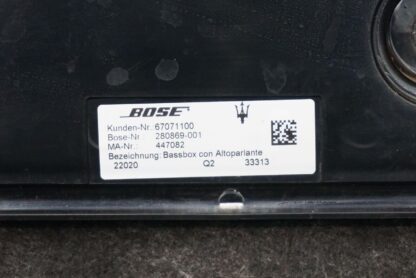 BOSE
Kunden-Nr.: 67071100
Bose-Nr 280869-001
MA-Nr.: 447082
Bezeichnung: Bassbox con Altoparlante
22020 Q2 33313